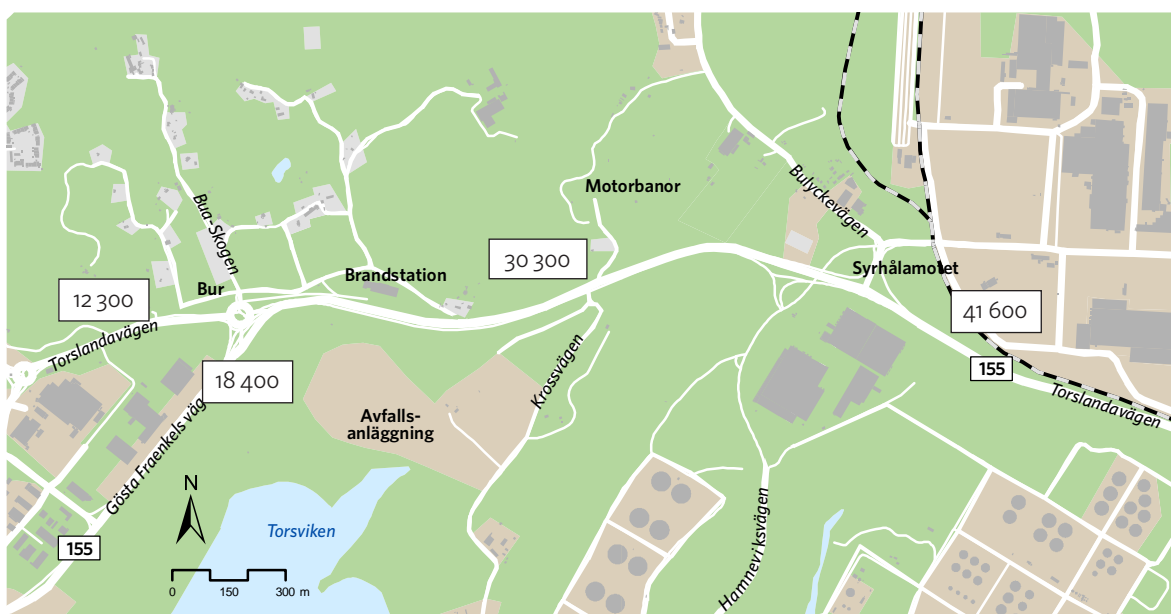 Motorbanor
Bulyckevägen
Bua-Skogen
30 300
Syrhålamotet
Brandstation
Bur
12 300
41 600
Torslandavägen
18 400
155
Krossvägen
Torslandavägen
Avfalls-
anläggning
Gösta Fraenkels väg
N
Torsviken
155
Hamneviksvägen
0 150 300 m